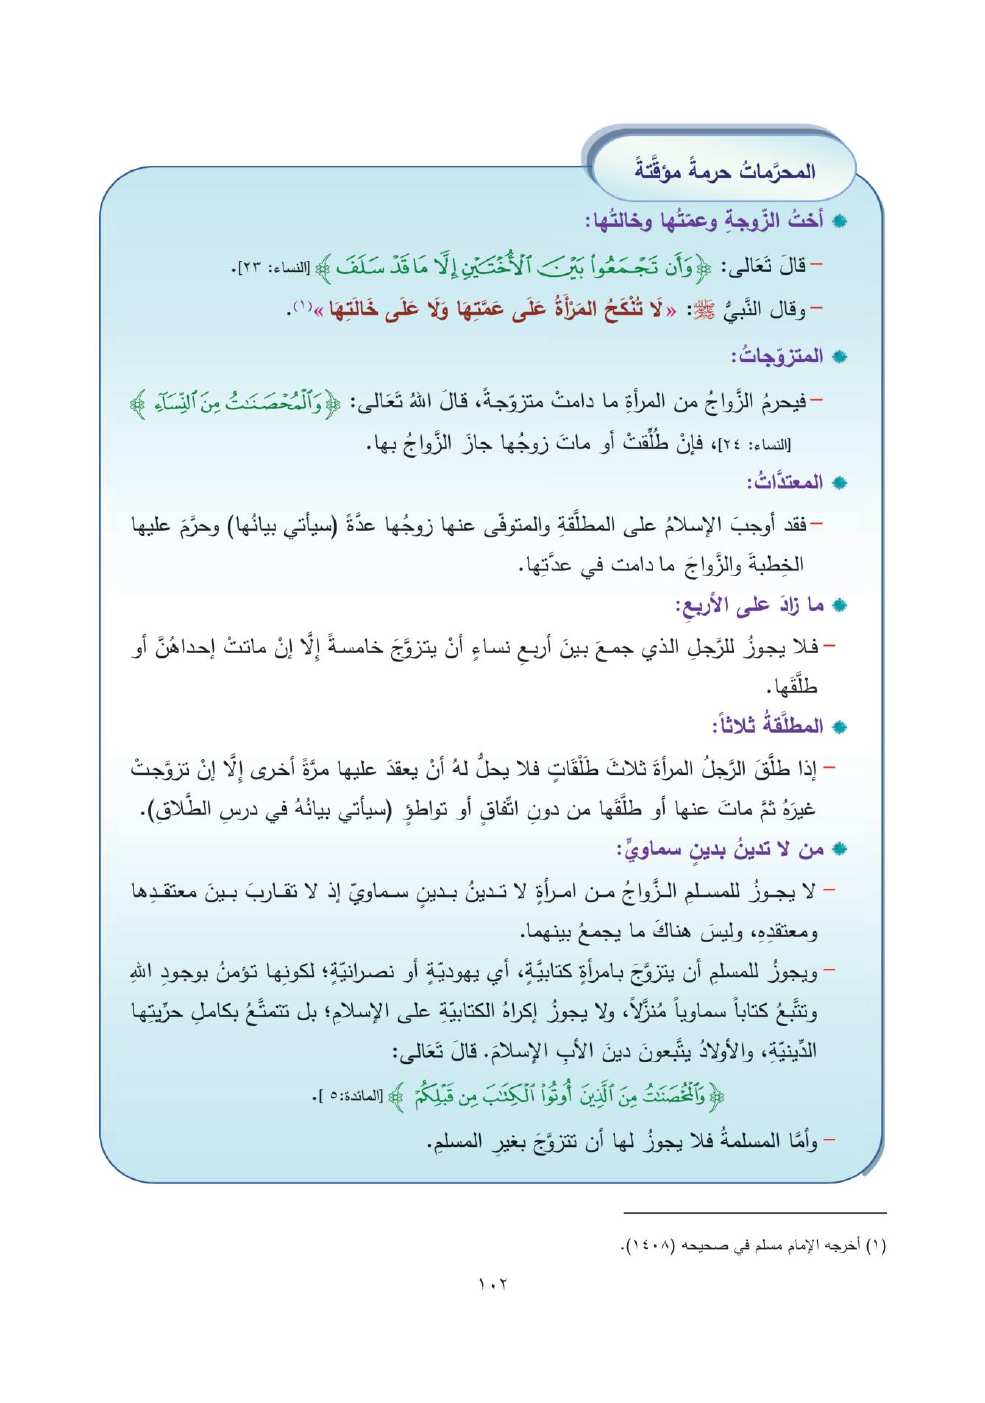 المحرَّماتُ حرمةً مؤقَّتةً
أختُ الزّوجةِ وعمّتُها وخالتُها:
– قالَ تَعَالى: ﴿وَأَن تَجۡمَعُواْ بَيۡنَ ٱلۡأُخۡتَيۡنِ إِلَّا مَا قَدۡ سَلَفَ﴾ [النساء: ٢٣].
– وقال النَّبيُّ ﷺ: «لَا تُنْكَحُ المَرْأَةُ عَلَى عَمَّتِهَا وَلَا عَلَى خَالَتِهَا»(١).
المتزوّجاتُ:
– فيحرمُ الزَّواجُ من المرأةِ ما دامتْ متزوّجةً، قالَ اللهُ تَعَالى: ﴿وَٱلۡمُحۡصَنَٰتُ مِنَ ٱلنِّسَآءِ﴾
[النساء: ٢٤]، فإنْ طُلِّقتْ أو ماتَ زوجُها جازَ الزَّواجُ بها.
المعتدَّاتُ:
– فقد أوجبَ الإسلامُ على المطلَّقةِ والمتوفّى عنها زوجُها عدَّةً (سيأتي بيانُها) وحرَّمَ عليها
الخِطبةَ والزَّواجَ ما دامت في عدَّتِها.
ما زادَ على الأربعِ:
– فلا يجوزُ للرَّجلِ الذي جمعَ بينَ أربعِ نساءٍ أنْ يتزوَّجَ خامسةً إلَّا إنْ ماتتْ إحداهُنَّ أو
طلَّقَها.
المطلَّقةُ ثلاثاً:
– إذا طلَّقَ الرَّجلُ المرأةَ ثلاثَ طلْقَاتٍ فلا يحلُّ لهُ أنْ يعقدَ عليها مرَّةً أخرى إلَّا إنْ تزوَّجتْ
غيرَهُ ثمَّ ماتَ عنها أو طلَّقَها من دونِ اتّفاقٍ أو تواطؤٍ (سيأتي بيانُهُ في درسِ الطَّلاقِ).
من لا تدينُ بدينٍ سماويٍّ:
– لا يجوزُ للمسلمِ الزَّواجُ من امرأةٍ لا تدينُ بدينٍ سماويّ إذ لا تقاربَ بينَ معتقدِها
ومعتقدِهِ، وليسَ هناكَ ما يجمعُ بينهما.
– ويجوزُ للمسلمِ أن يتزوَّجَ بامرأةٍ كتابيَّةٍ، أي يهوديّةٍ أو نصرانيّةٍ؛ لكونِها تؤمنُ بوجودِ اللهِ
وتتَّبعُ كتاباً سماوياً مُنزَّلاً، ولا يجوزُ إكراهُ الكتابيّةِ على الإسلامِ؛ بل تتمتَّعُ بكاملِ حرِّيتِها
الدِّينيّةِ، والأولادُ يتَّبعونَ دينَ الأبِ الإسلامَ. قالَ تَعَالى:
﴿وَٱلۡمُحۡصَنَٰتُ مِنَ ٱلَّذِينَ أُوتُواْ ٱلۡكِتَٰبَ مِن قَبۡلِكُمۡ﴾ [المائدة:٥ ].
– وأمَّا المسلمةُ فلا يجوزُ لها أن تتزوَّجَ بغيرِ المسلمِ.
(١) أخرجه الإمام مسلم في صحيحه (١٤٠٨).
١٠٢